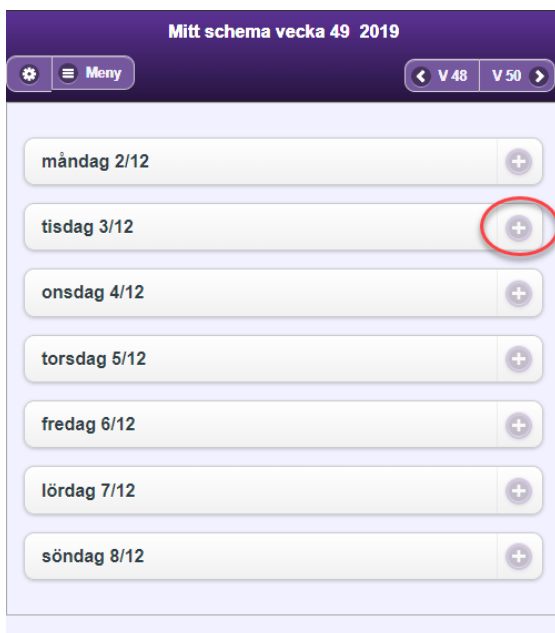 Mitt schema vecka 49 2019
Meny
V 48 V 50
måndag 2/12
tisdag 3/12
onsdag 4/12
torsdag 5/12
fredag 6/12
lördag 7/12
söndag 8/12